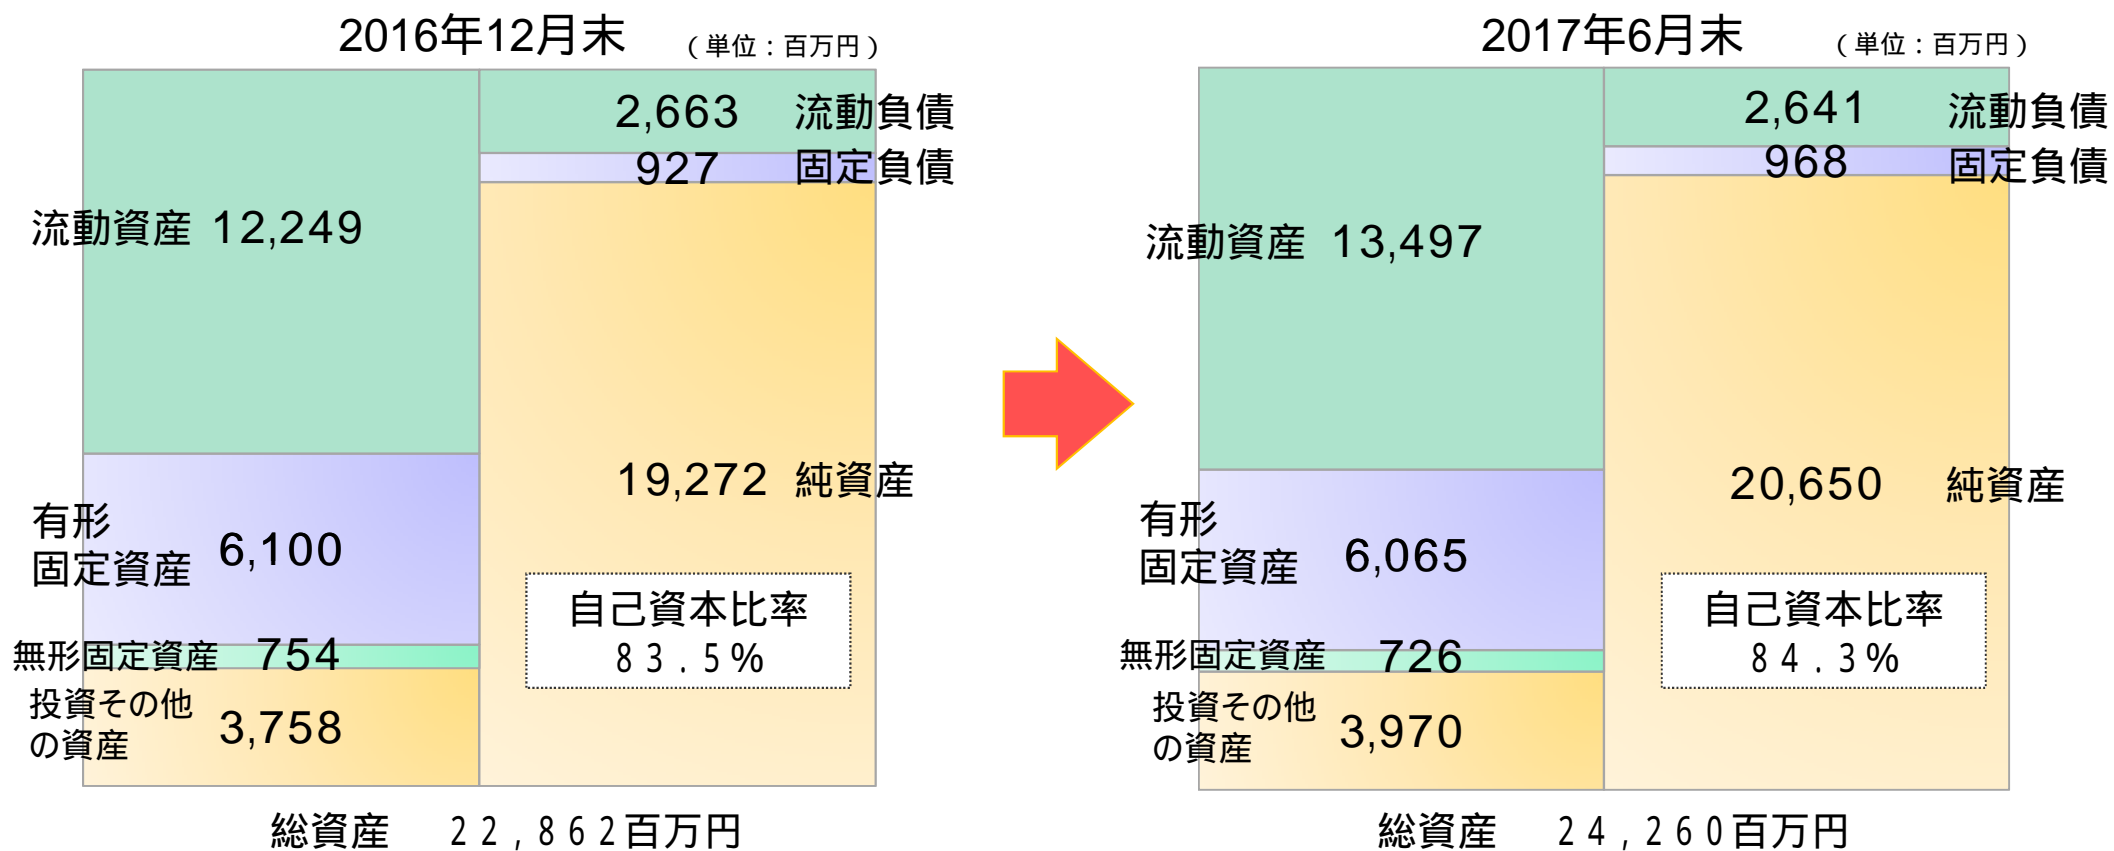 2016年12月末 （単位：百万円）
2,663 流動負債
927 固定負債
流動資産 12,249
19,272 純資産
有形
固定資産 6,100
自己資本比率
８３．５％
無形固定資産 754
投資その他
の資産 3,758
総資産 ２２，８６２百万円
2017年6月末 （単位：百万円）
2,641 流動負債
968 固定負債
流動資産 13,497
20,650 純資産
有形
固定資産 6,065
自己資本比率
８４．３％
無形固定資産 726
投資その他
の資産 3,970
総資産 ２４，２６０百万円